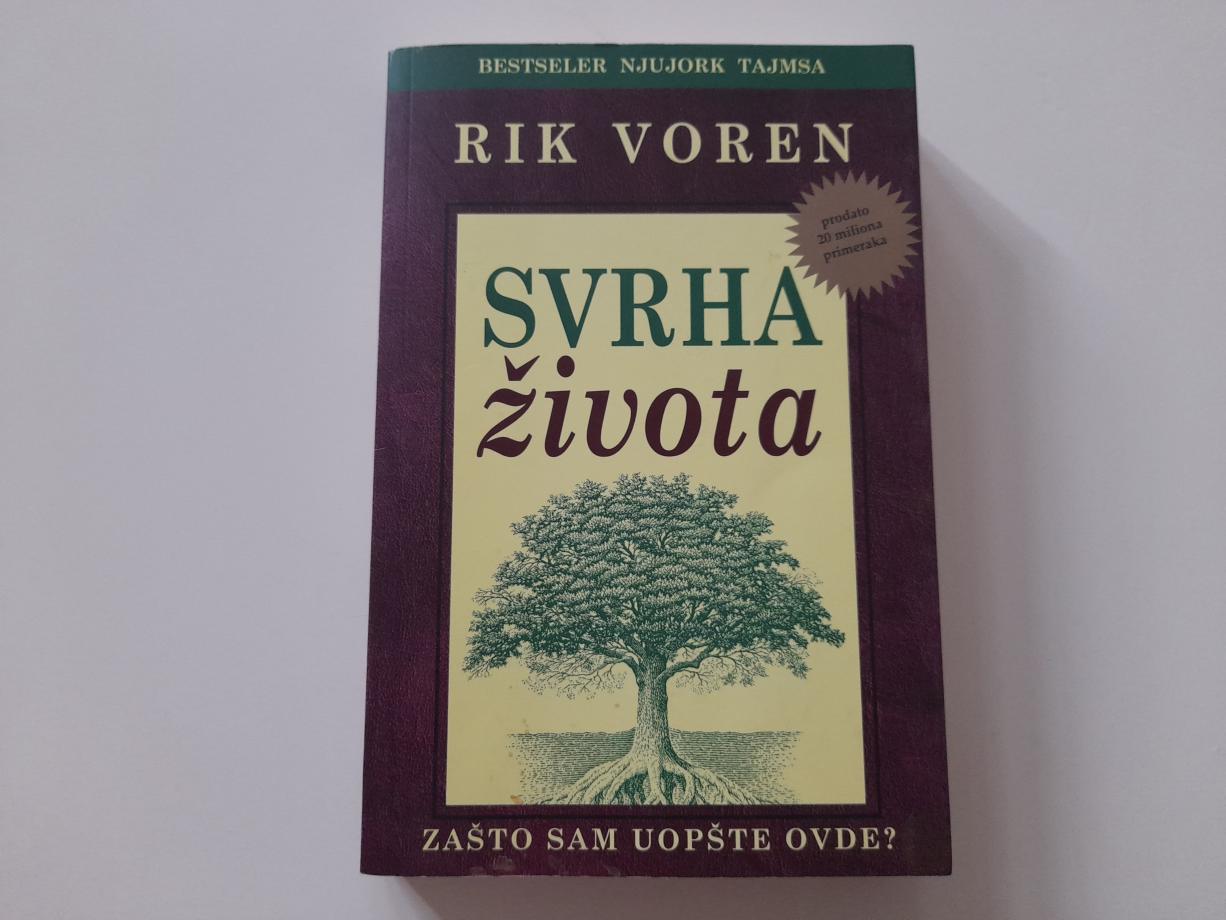 BESTSELER NJUJORK TAJMSA
RIK VOREN
prodato
20 miliona
primeraka
SVRHA
života
ZAŠTO SAM UOPŠTE OVDE?